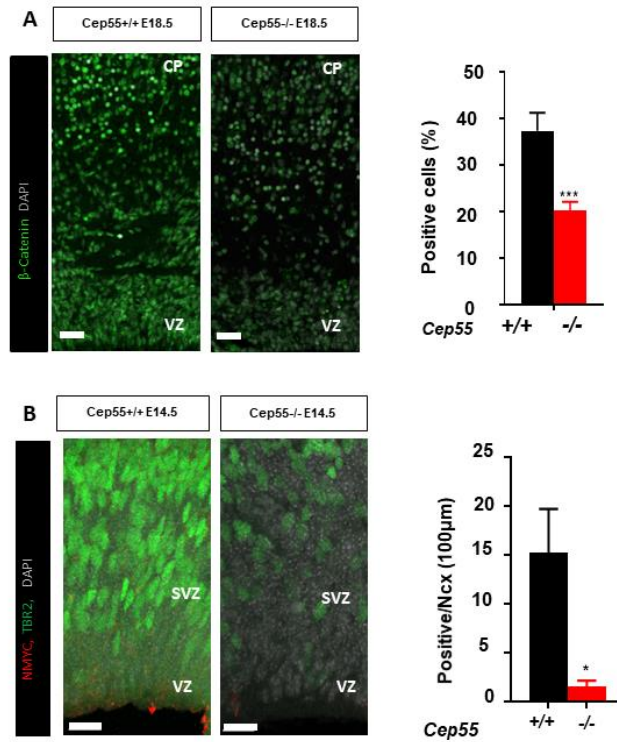 A
Cep55+/+ E18.5
Cep55-/- E18.5
β-Catenin DAPI
CP
CP
VZ
VZ
Positive cells (%)
50
40
30
20
10
0
***
Cep55 +/+ -/-
B
Cep55+/+ E14.5
Cep55-/- E14.5
NMYC, TBR2, DAPI
SVZ
SVZ
VZ
VZ
Positive/Ncx (100µm)
25
20
15
10
5
0
*
Cep55 +/+ -/-